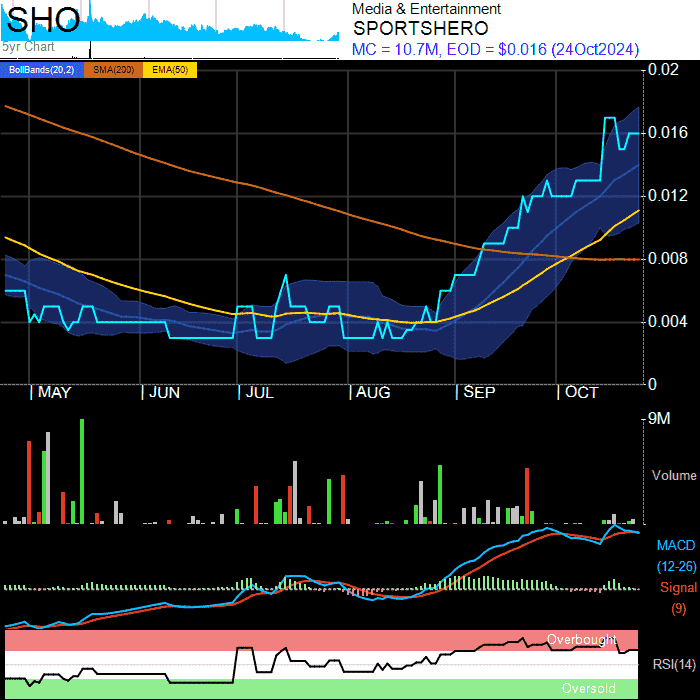 SHO
5yr Chart
Media & Entertainment
SPORTSHERO
MC = 10.7M, EOD = $0.016 (24Oct2024)
BollBands(20,2) SMA(200) EMA(50)
0.02
0.016
0.012
0.008
0.004
0
MAY JUN JUL AUG SEP OCT
9M
Volume
MACD
(12-26)
Signal
(9)
Overbought
RSI(14)
Oversold